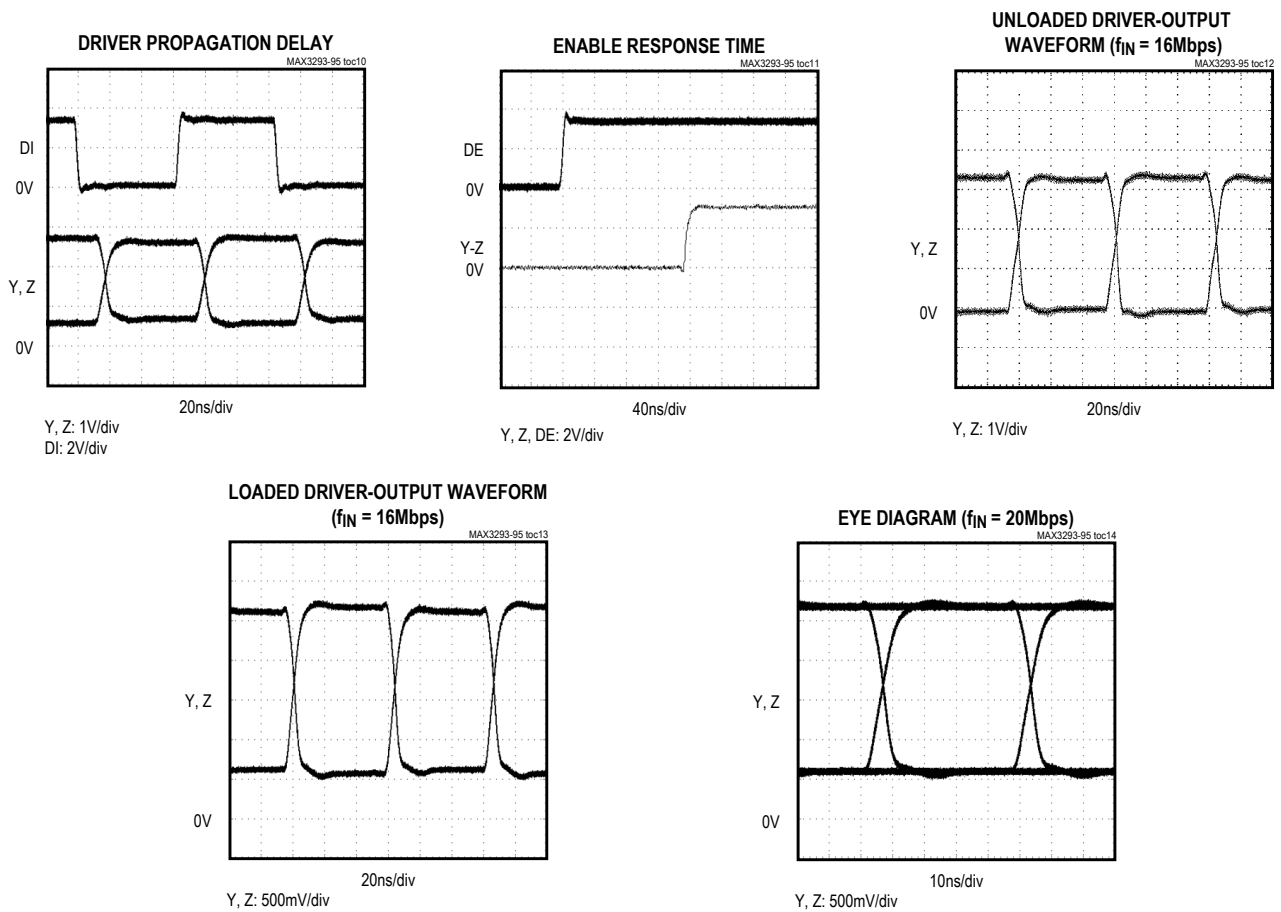 DRIVER PROPAGATION DELAY
MAX3293-95 toc10
DI
0V
Y, Z
0V
20ns/div
Y, Z: 1V/div
DI: 2V/div
ENABLE RESPONSE TIME
MAX3293-95 toc11
DE
0V
Y-Z
0V
40ns/div
Y, Z, DE: 2V/div
UNLOADED DRIVER-OUTPUT
WAVEFORM (fIN = 16Mbps)
MAX3293-95 toc12
Y, Z
0V
20ns/div
Y, Z: 1V/div
LOADED DRIVER-OUTPUT WAVEFORM
(fIN = 16Mbps)
MAX3293-95 toc13
Y, Z
0V
20ns/div
Y, Z: 500mV/div
EYE DIAGRAM (fIN = 20Mbps)
MAX3293-95 toc14
Y, Z
0V
10ns/div
Y, Z: 500mV/div